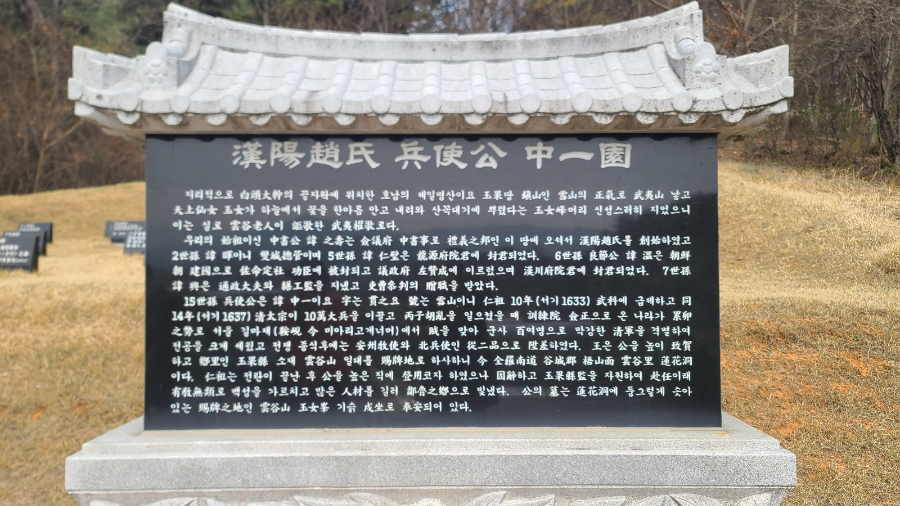 漢陽趙氏 兵使公 中一園
지리적으로 白頭大幹의 끝자락에 위치한 호남의 제일명산이요 玉果땅 鎭山인 雪山의 正氣로 武夷山 낳고
天上仙女 玉女가 하늘에서 꽃을 한아름 안고 내려와 산꼭대기에 뿌렸다는 玉女峰머리 신성스러히 지었으니
이는 실로 雲谷老人이 謳歌한 武夷櫂歌로다.
우리의 始祖이인 中書公 諱 之壽는 僉議府 中書事로 禮義之邦인 이 땅에 오셔서 漢陽趙氏를 創始하였고
2世孫 諱 暉이니 雙城總管이며 5世孫 諱 仁璧은 龍源府院君에 封君되었다. 6世孫 良節公 諱 溫은 朝鮮
朝 建國으로 佐命定社 功臣에 被封되고 議政府 左贊成에 이르렀으며 漢川府院君에 封君되었다. 7世孫
諱 興은 通政大夫와 繕工監을 지냈고 吏曹參判의 贈職을 받았다.
15世孫 兵使公은 諱 中一이요 字는 貫之요 號는 雲山이니 仁祖 10年(서기 1633) 武科에 급제하고 同
14年(서기 1637) 清太宗이 10萬大兵을 이끌고 丙子胡亂을 일으켰을 때 訓鍊院 僉正으로 온 나라가 累卵
之勢로 서울 길마재(鞍峴 今 미아리고개너머)에서 賊을 맞아 군사 百여명으로 막강한 清軍을 격멸하여
전공을 크게 세웠고 전쟁 종식후에는 安州牧使와 北兵使인 從二品으로 陞差하였다. 王은 公을 높이 致賀
하고 鄕里인 玉果縣 소재 雲谷山 일대를 賜牌地로 하사하니 今 全羅南道 谷城郡 梧山面 雲谷里 蓮花洞
이다. 仁祖는 전란이 끝난 후 公을 높은 직에 登用코자 하였으나 固辭하고 玉果縣監을 자원하여 赴任이래
有敎無類로 백성을 가르치고 많은 人材를 길러 鄒魯之鄕으로 빛냈다. 公의 墓는 蓮花洞에 둥그렇게 솟아
있는 賜牌之地인 雲谷山 玉女峯 기슭 戌坐로 奉安되어 있다.